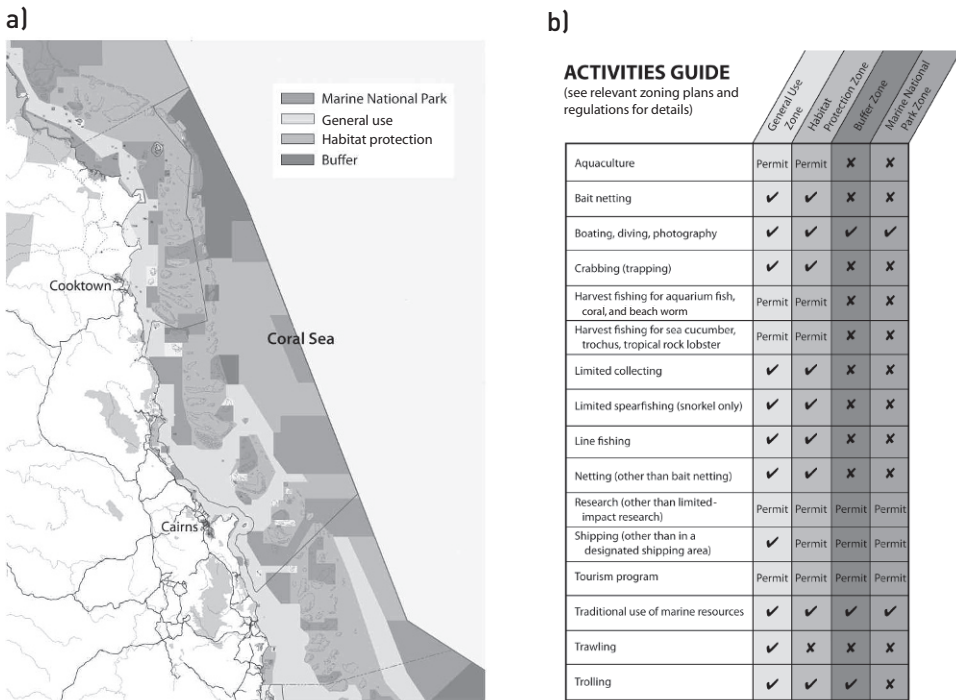 a)
Marine National Park
General use
Habitat protection
Buffer
Cooktown
Coral Sea
Cairns
b)
ACTIVITIES GUIDE
(see relevant zoning plans and
regulations for details)
General Use
Zone
Habitat
Protection Zone
Buffer Zone
Marine National
Park Zone
Aquaculture Permit Permit ✘ ✘
Bait netting ✔ ✔ ✘ ✘
Boating, diving, photography ✔ ✔ ✔ ✔
Crabbing (trapping) ✔ ✔ ✘ ✘
Harvest fishing for aquarium fish,
coral, and beach worm Permit Permit ✘ ✘
Harvest fishing for sea cucumber,
trochus, tropical rock lobster Permit Permit ✘ ✘
Limited collecting ✔ ✔ ✘ ✘
Limited spearfishing (snorkel only) ✔ ✔ ✘ ✘
Line fishing ✔ ✔ ✘ ✘
Netting (other than bait netting) ✔ ✔ ✘ ✘
Research (other than limited-
impact research) Permit Permit Permit Permit
Shipping (other than in a
designated shipping area) ✔ Permit Permit Permit
Tourism program Permit Permit Permit Permit
Traditional use of marine resources ✔ ✔ ✔ ✔
Trawling ✔ ✘ ✘ ✘
Trolling ✔ ✔ ✔ ✘